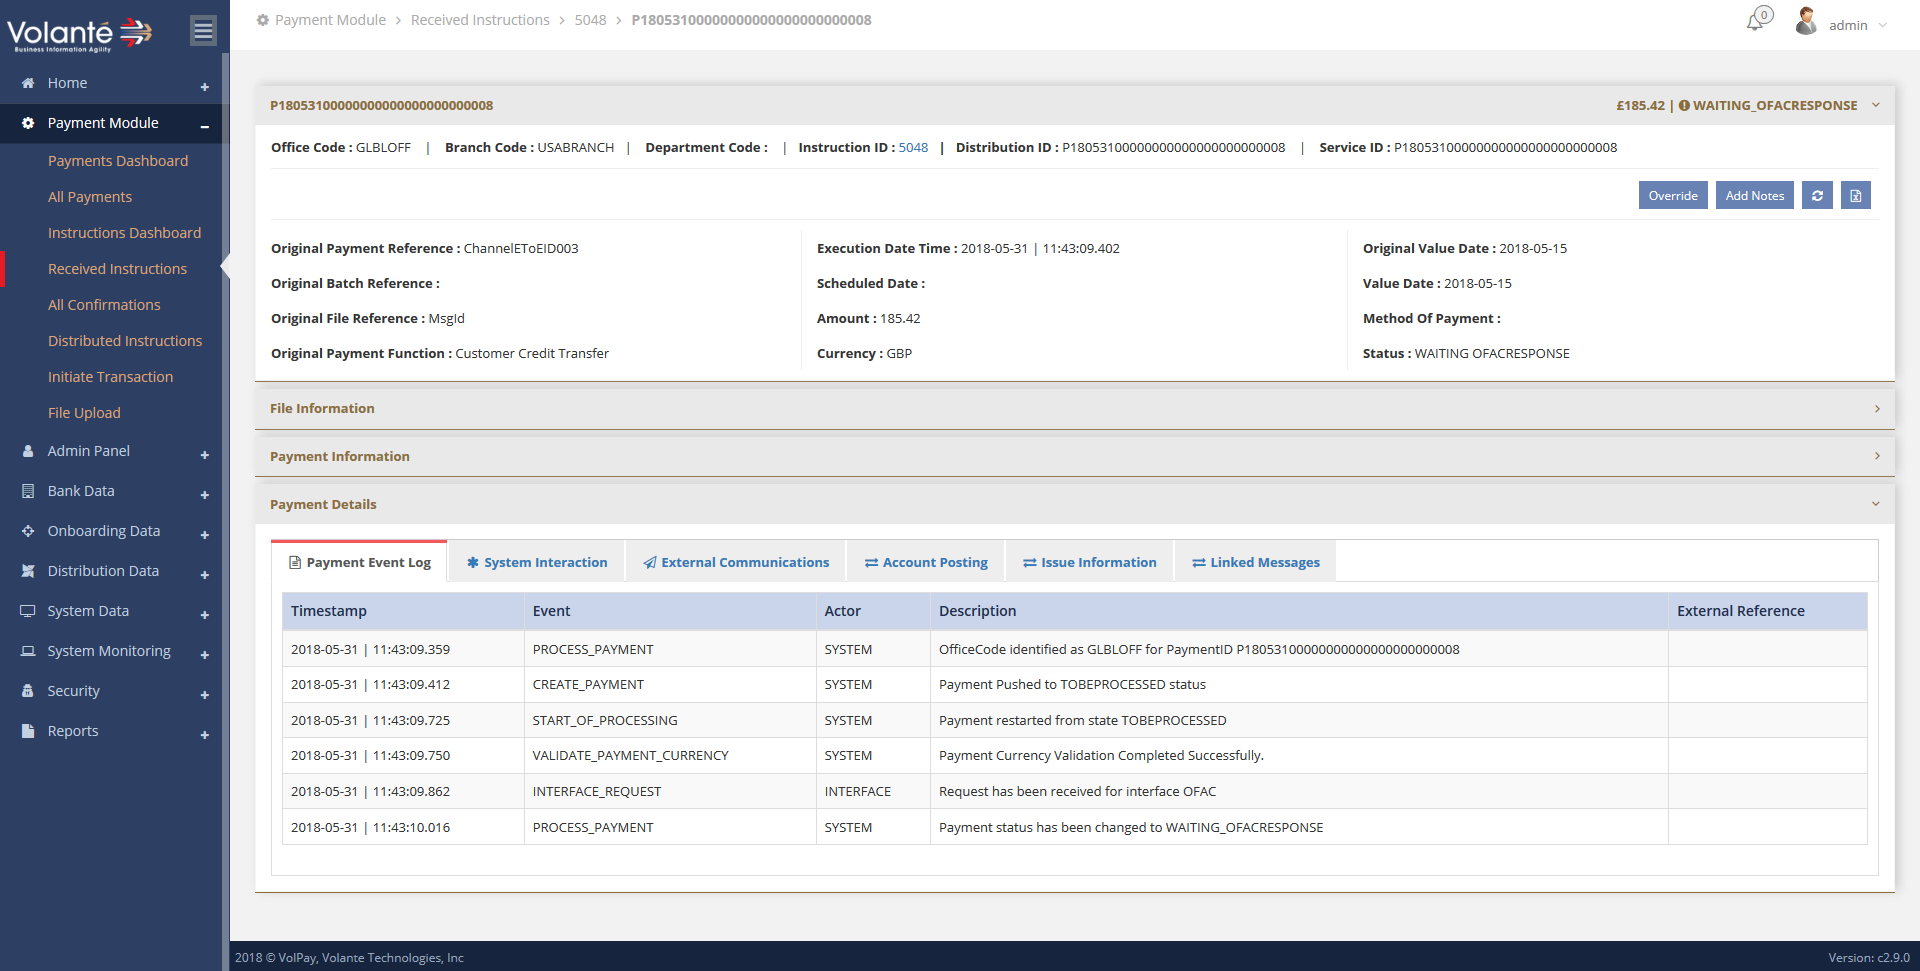 Volanté
Business Information Agility
Payment Module > Received Instructions > 5048 > P18053100000000000000000000008
0
admin
Home
Payment Module
Payments Dashboard
All Payments
Instructions Dashboard
Received Instructions
All Confirmations
Distributed Instructions
Initiate Transaction
File Upload
Admin Panel
Bank Data
Onboarding Data
Distribution Data
System Data
System Monitoring
Security
Reports
P18053100000000000000000000008
£185.42 | WAITING_OFACRESPONSE
Office Code : GLBLOFF | Branch Code : USABRANCH | Department Code : | Instruction ID : 5048 | Distribution ID : P18053100000000000000000000008 | Service ID : P18053100000000000000000000008
Override Add Notes
Original Payment Reference : ChannelEToEID003
Original Batch Reference :
Original File Reference : MsgId
Original Payment Function : Customer Credit Transfer
Execution Date Time : 2018-05-31 | 11:43:09.402
Scheduled Date :
Amount : 185.42
Currency : GBP
Original Value Date : 2018-05-15
Value Date : 2018-05-15
Method Of Payment :
Status : WAITING OFACRESPONSE
File Information
Payment Information
Payment Details
Payment Event Log System Interaction External Communications Account Posting Issue Information Linked Messages
Timestamp Event Actor Description External Reference
2018-05-31 | 11:43:09.359 PROCESS_PAYMENT SYSTEM OfficeCode identified as GLBLOFF for PaymentID P18053100000000000000000000008
2018-05-31 | 11:43:09.412 CREATE_PAYMENT SYSTEM Payment Pushed to TOBEPROCESSED status
2018-05-31 | 11:43:09.725 START_OF_PROCESSING SYSTEM Payment restarted from state TOBEPROCESSED
2018-05-31 | 11:43:09.750 VALIDATE_PAYMENT_CURRENCY SYSTEM Payment Currency Validation Completed Successfully.
2018-05-31 | 11:43:09.862 INTERFACE_REQUEST INTERFACE Request has been received for interface OFAC
2018-05-31 | 11:43:10.016 PROCESS_PAYMENT SYSTEM Payment status has been changed to WAITING_OFACRESPONSE
2018 © VolPay, Volante Technologies, Inc
Version: c2.9.0